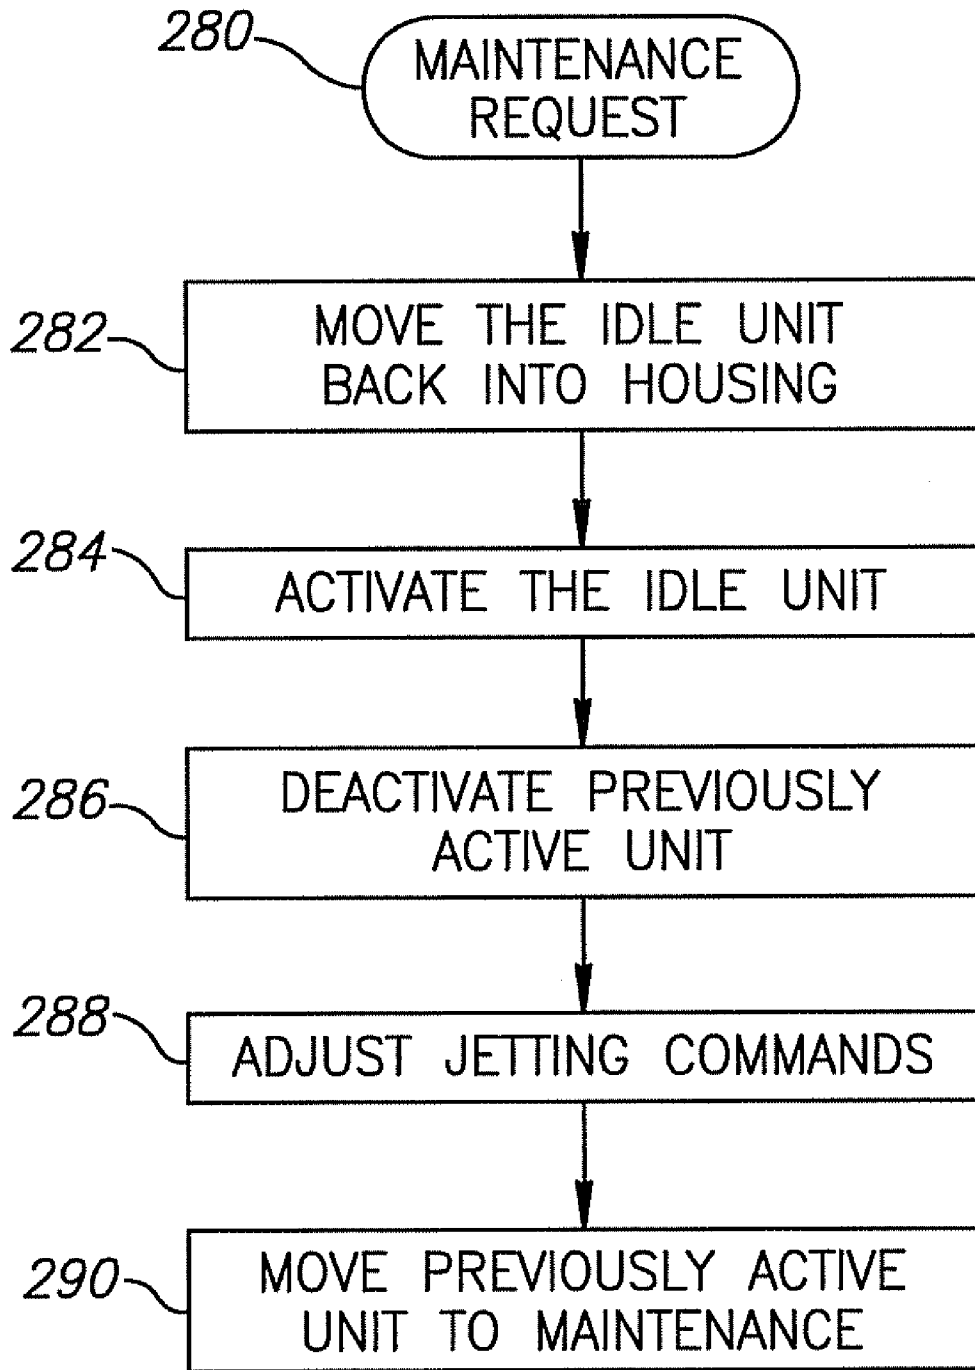 280
MAINTENANCE
REQUEST
282
MOVE THE IDLE UNIT
BACK INTO HOUSING
284
ACTIVATE THE IDLE UNIT
286
DEACTIVATE PREVIOUSLY
ACTIVE UNIT
288
ADJUST JETTING COMMANDS
290
MOVE PREVIOUSLY ACTIVE
UNIT TO MAINTENANCE